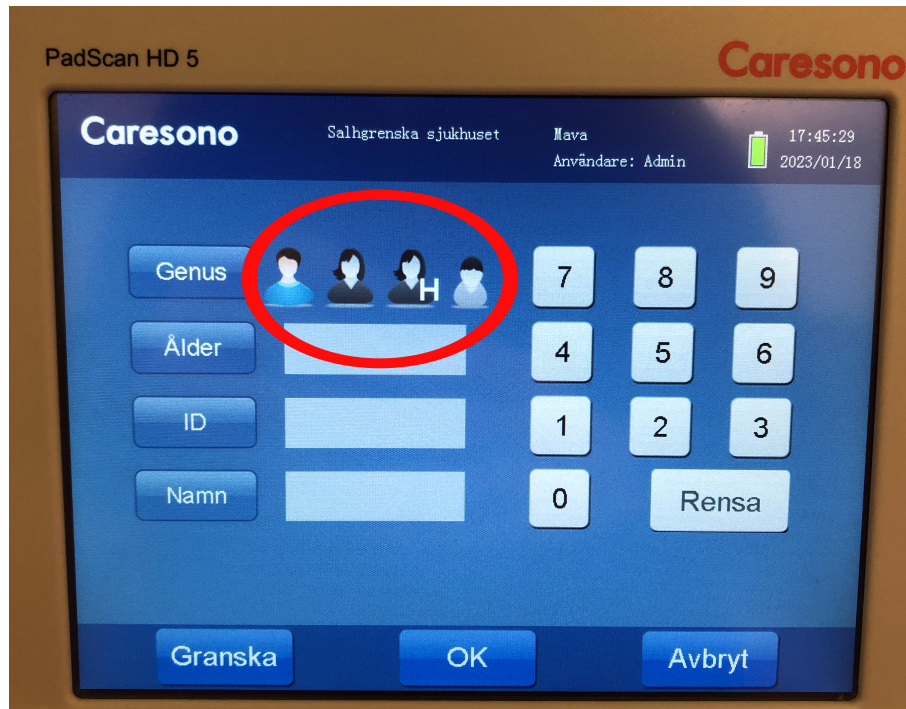 PadScan HD 5
Caresono
Caresono
Salhgrenska sjukhuset
Mava
17:45:29
Användare: Admin
2023/01/18
Genus
H
7 8 9
Ålder
4 5 6
ID
1 2 3
Namn
0 Rensa
Granska OK Avbryt